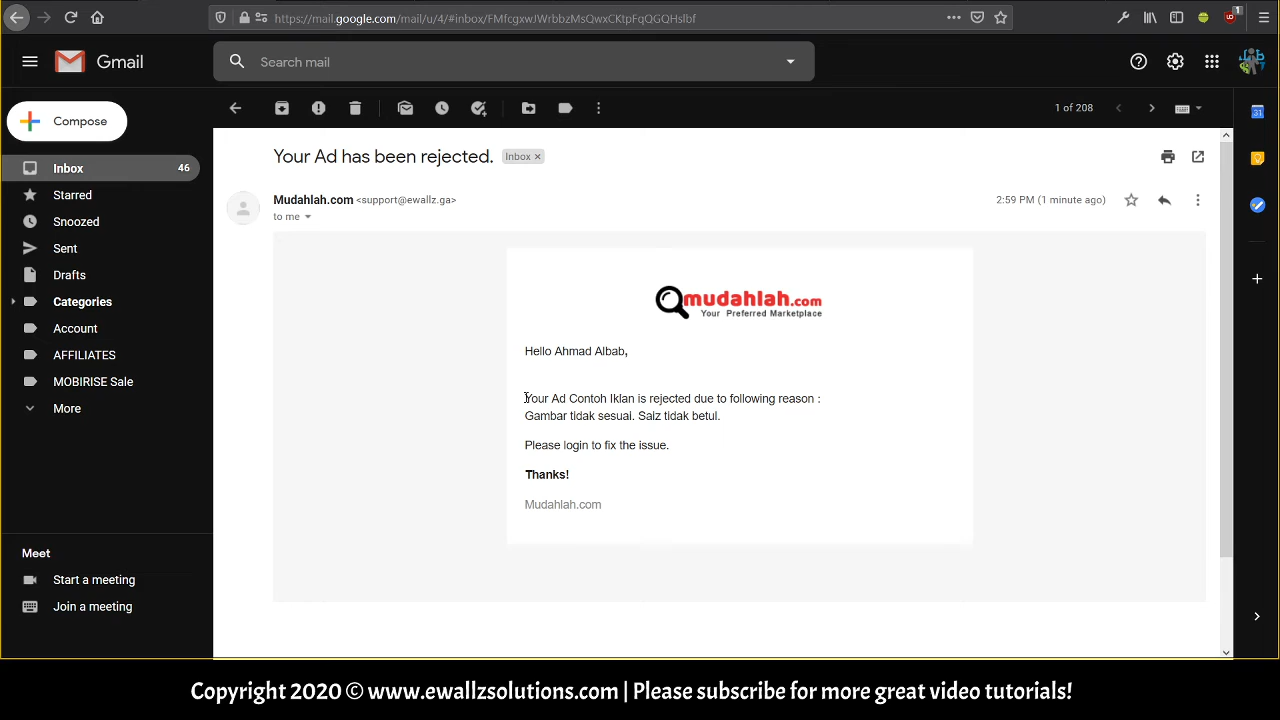 https://mail.google.com/mail/u/4/#inbox/FMfcgxwJWrbbzMsQwxCKtpFqQGQHslbf
1
Gmail
Search mail
Compose
1 of 208
Inbox 46
Starred
Snoozed
Sent
Drafts
Categories
Account
AFFILIATES
MOBIRISE Sale
More
Meet
Start a meeting
Join a meeting
Your Ad has been rejected. Inbox x
Mudahlah.com <support@ewallz.ga> 2:59 PM (1 minute ago)
to me
mudahlah.com
Your Preferred Marketplace
Hello Ahmad Albab,
Your Ad Contoh Iklan is rejected due to following reason :
Gambar tidak sesuai. Saiz tidak betul.
Please login to fix the issue.
Thanks!
Mudahlah.com
Copyright 2020 © www.ewallzsolutions.com | Please subscribe for more great video tutorials!